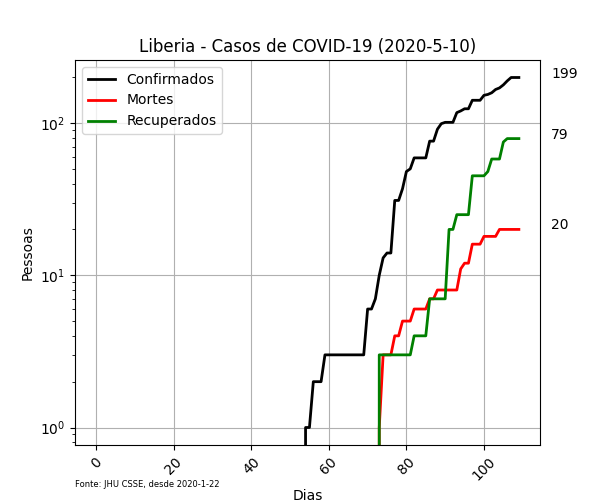 Liberia - Casos de COVID-19 (2020-5-10)
Confirmados
Mortes
Recuperados
199
79
20
10²
10¹
10⁰
Pessoas
0 20 40 60 80 100
Fonte: JHU CSSE, desde 2020-1-22
Dias